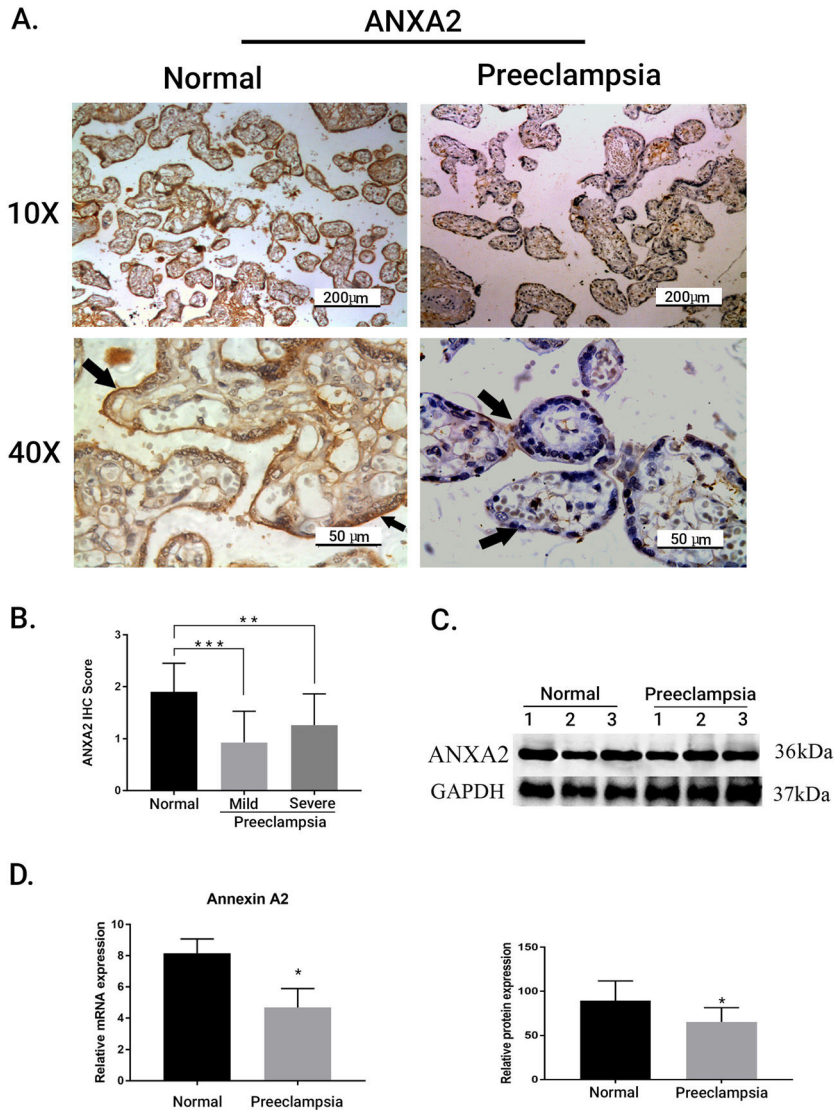 A.
ANXA2
Normal Preeclampsia
10X
200μm 200μm
40X
50 μm 50 μm
B.
ANXA2 IHC Score
3
2
1
0
***
**
Normal Mild Severe
Preeclampsia
C.
Normal Preeclampsia
1 2 3 1 2 3
ANXA2 36kDa
GAPDH 37kDa
D.
Annexin A2
Relative mRNA expression
10
8
6
4
2
0
*
Normal Preeclampsia
Relative protein expression
150
100
50
0
*
Normal Preeclampsia